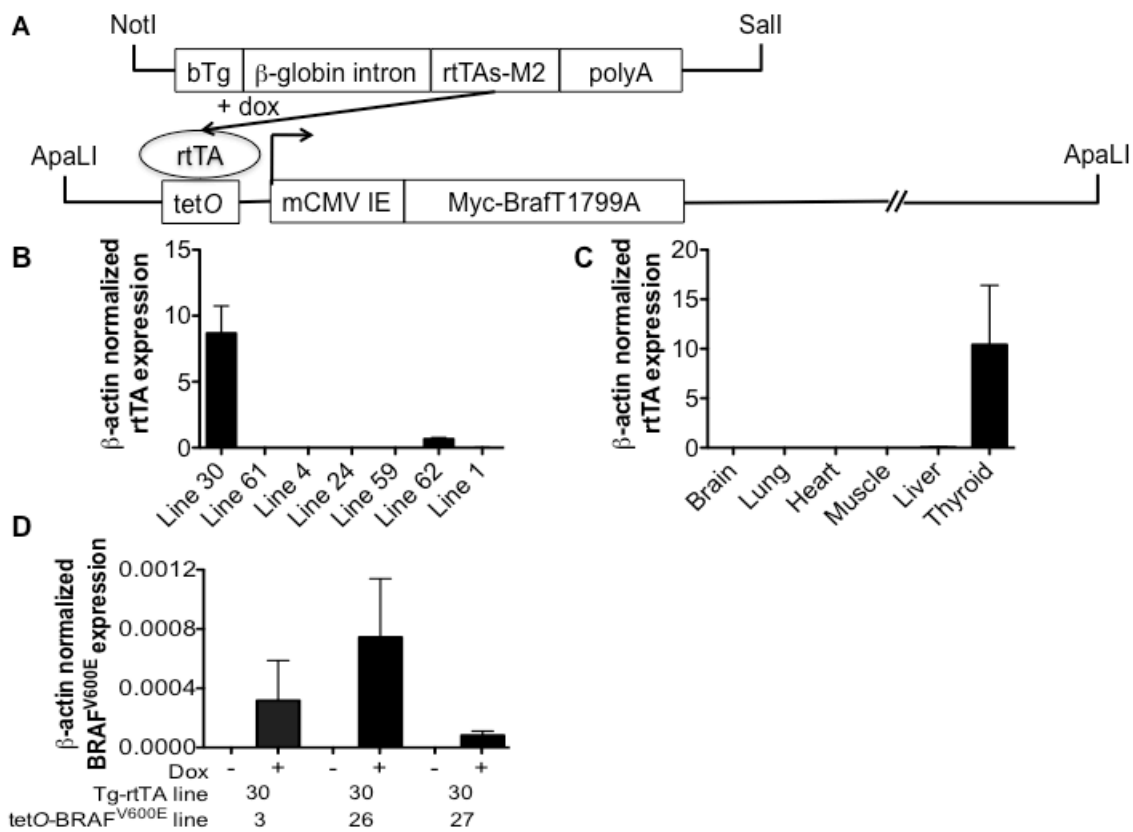 A
NotI
SalI
bTg
β-globin intron
rtTAs-M2
polyA
+ dox
ApaLI
rtTA
ApaLI
tetO
mCMV IE
Myc-BrafT1799A
B
β-actin normalized
rtTA expression
15
10
5
0
Line 30
Line 61
Line 4
Line 24
Line 59
Line 62
Line 1
C
β-actin normalized
rtTA expression
20
15
10
5
0
Brain
Lung
Heart
Muscle
Liver
Thyroid
D
β-actin normalized
BRAFV600E expression
0.0012
0.0008
0.0004
0.0000
Dox - + - + - +
Tg-rtTA line 30 30 30
tetO-BRAFV600E line 3 26 27